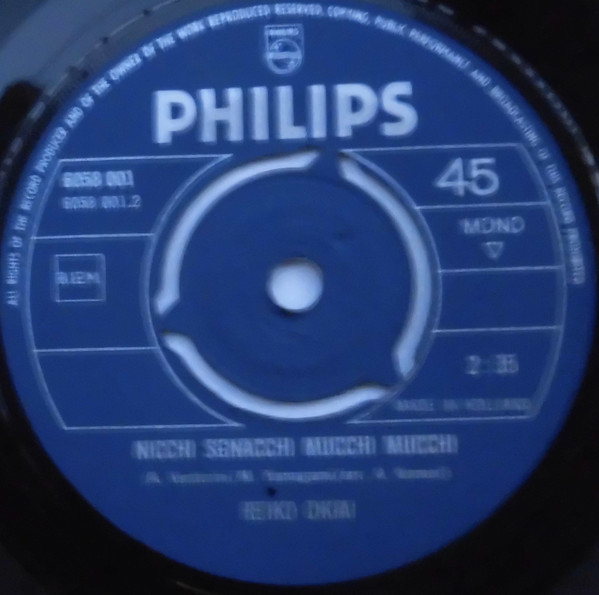 ALL RIGHTS OF THE RECORD PRODUCER AND OF THE OWNER OF THE WORK REPRODUCED RESERVED. COPYING, PUBLIC PERFORMANCE AND BROADCASTING OF THIS RECORD PROHIBITED
PHILIPS
PHILIPS
6058 001
45
6058 001.2
MONO
BIEM
2:35
MADE IN HOLLAND
NICCHI SENACCHI MUCCHI MUCCHI
REIKO